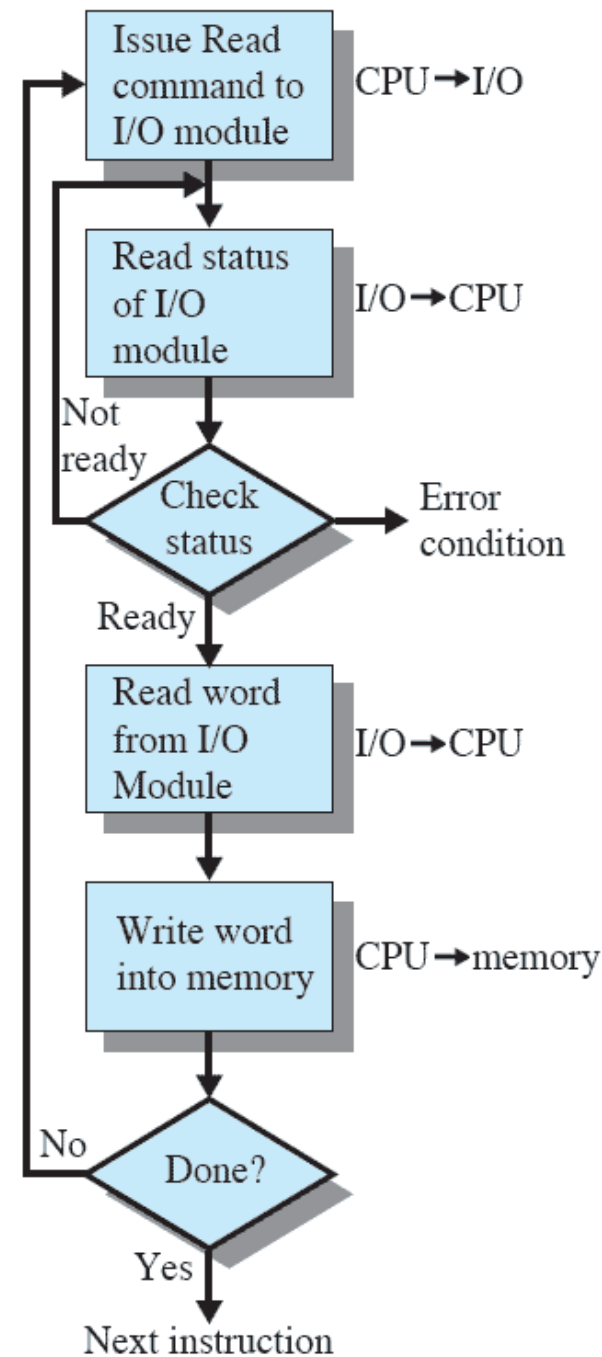 Issue Read
command to
I/O module
CPU→I/O
Read status
of I/O
module
I/O→CPU
Not
ready
Check
status
Error
condition
Ready
Read word
from I/O
Module
I/O→CPU
Write word
into memory
CPU→memory
No
Done?
Yes
Next instruction